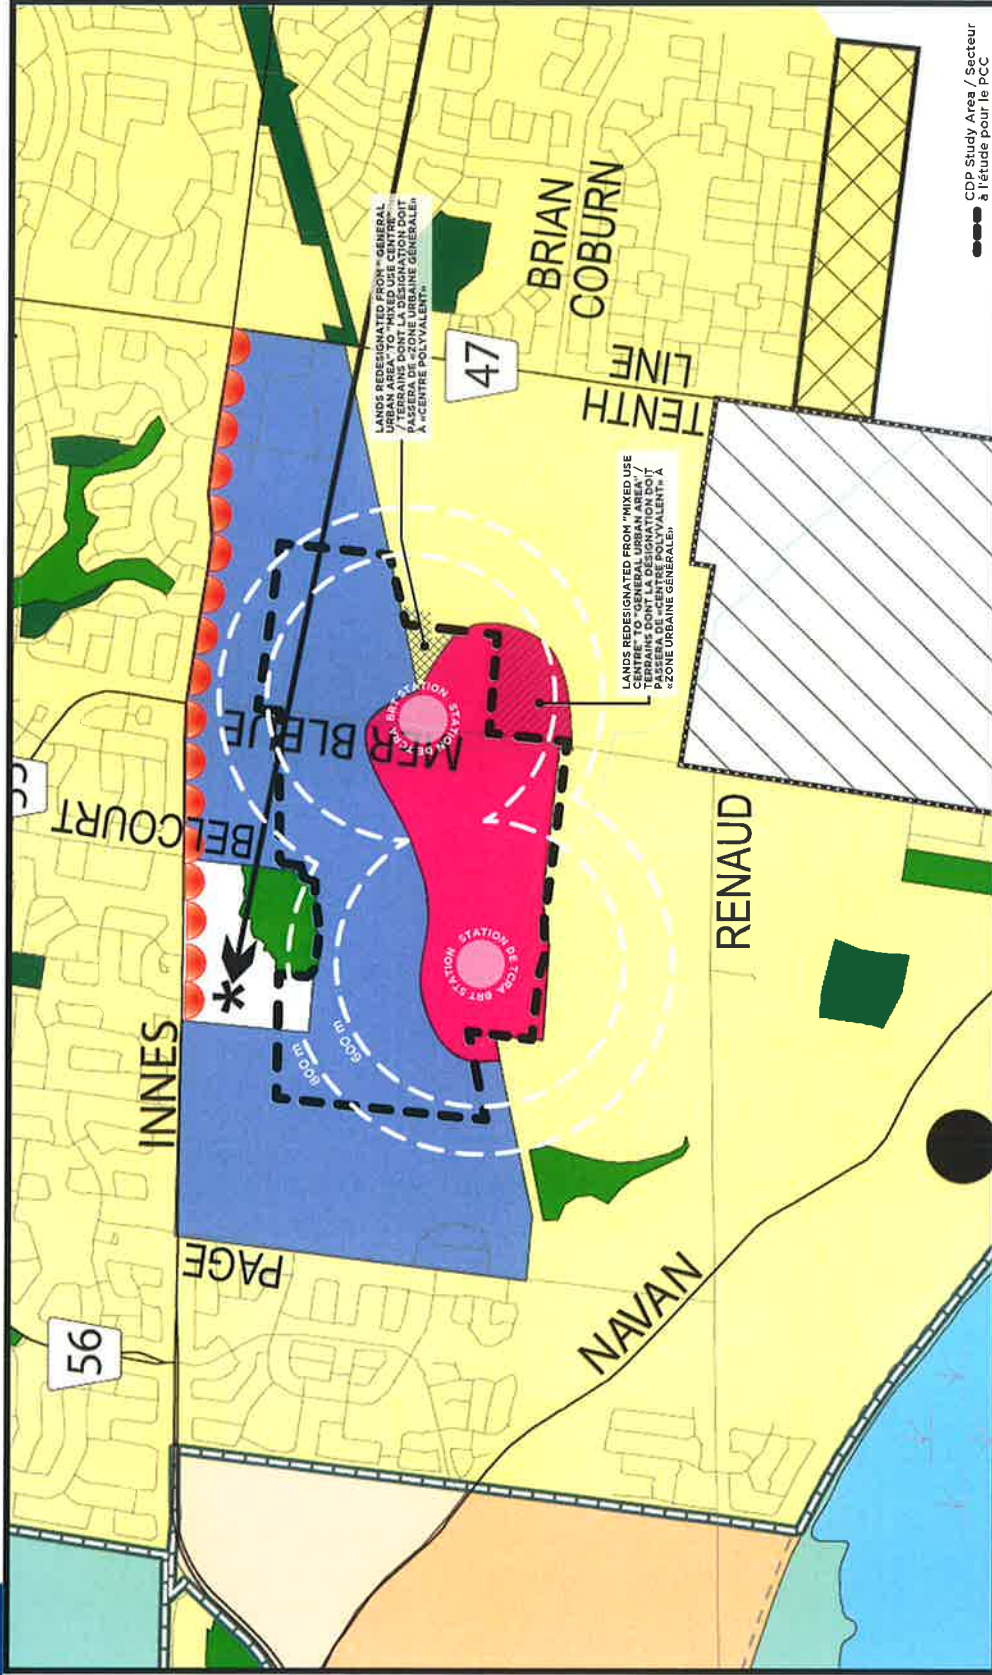 56
INNES
PAGE
BELCOURT
MER BLEUE
800 m
600 m
BRT STATION
STATION DE TCRA
BRT STATION
STATION DE TCRA
*
LANDS REDESIGNATED FROM " GENERAL
URBAN AREA" TO "MIXED USE CENTRE"
/ TERRAINS DONT LA DÉSIGNATION DOIT
PASSERA DE «ZONE URBAINE GÉNÉRALE»
À «CENTRE POLYVALENT»
47
BRIAN
COBURN
TENTH
LINE
LANDS REDESIGNATED FROM "MIXED USE
CENTRE" TO "GENERAL URBAN AREA" /
TERRAINS DONT LA DÉSIGNATION DOIT
PASSERA DE «CENTRE POLYVALENT» À
«ZONE URBAINE GÉNÉRALE»
NAVAN
RENAUD
CDP Study Area / Secteur
à l'étude pour le PCC